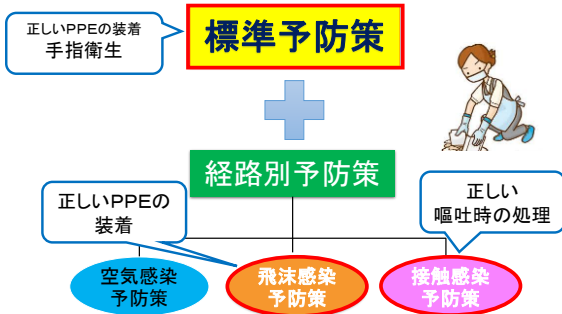 正しいPPEの装着
手指衛生
標準予防策
経路別予防策
正しいPPEの
装着
正しい
嘔吐時の処理
空気感染
予防策
飛沫感染
予防策
接触感染
予防策